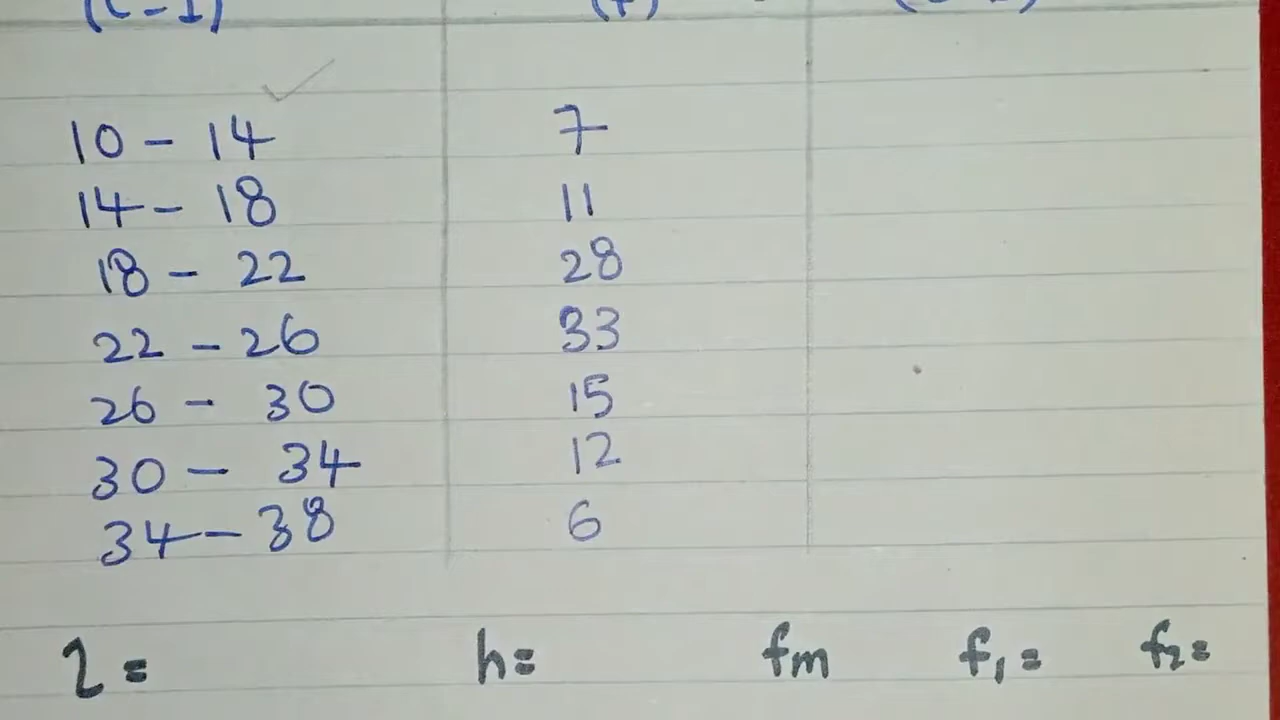 (C-I) (f)
10 - 14 7
14 - 18 11
18 - 22 28
22 - 26 33
26 - 30 15
30 - 34 12
34 - 38 6
l = h= fm f₁= f₂=